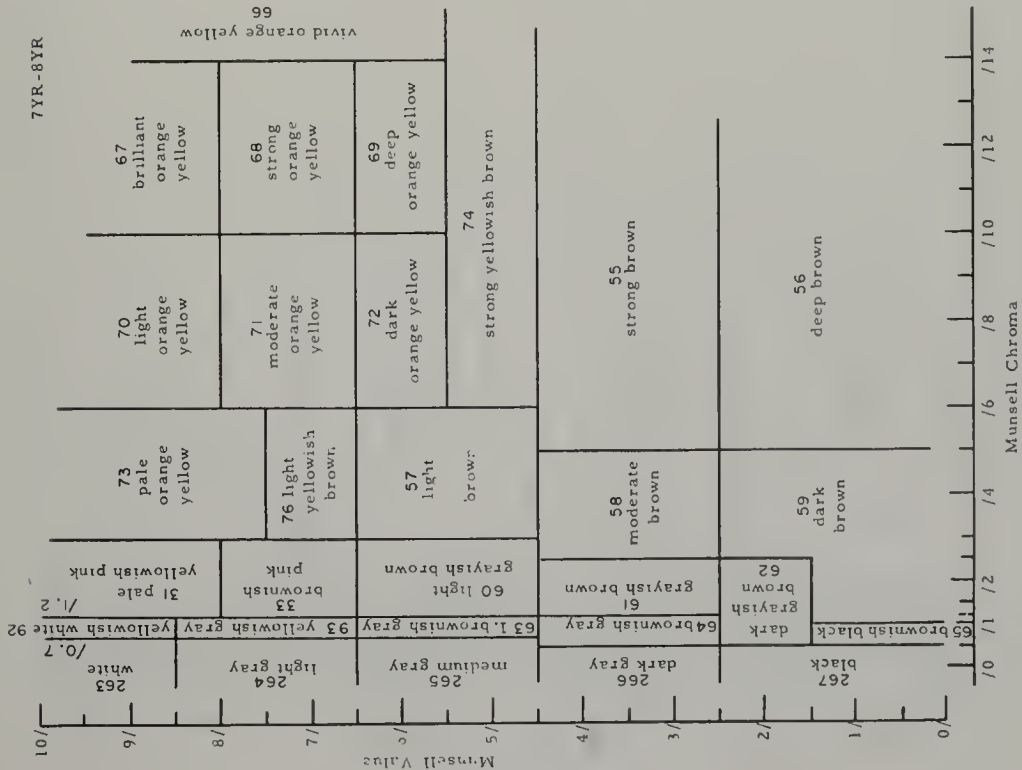 7YR-8YR
66
vivid orange yellow
67
brilliant
orange
yellow
68
strong
orange
yellow
69
deep
orange yellow
70
light
orange
yellow
71
moderate
orange
yellow
72
dark
orange yellow
74
strong yellowish brown
73
pale
orange
yellow
76 light
yellowish
brown
57
light
brown
55
strong brown
56
deep brown
58
moderate
brown
59
dark
brown
31 pale
yellowish pink
33
brownish
pink
60 light
grayish brown
61
grayish brown
62
dark
grayish
brown
/1.2
92 yellowish white
93 yellowish gray
63 1. brownish gray
64 brownish gray
65 brownish black
/0.7
263
white
264
light gray
265
medium gray
266
dark gray
267
black
10/
9/
8/
7/
6/
5/
4/
3/
2/
1/
0/
Munsell Value
/0
/1
/2
/4
/6
/8
/10
/12
/14
Munsell Chroma